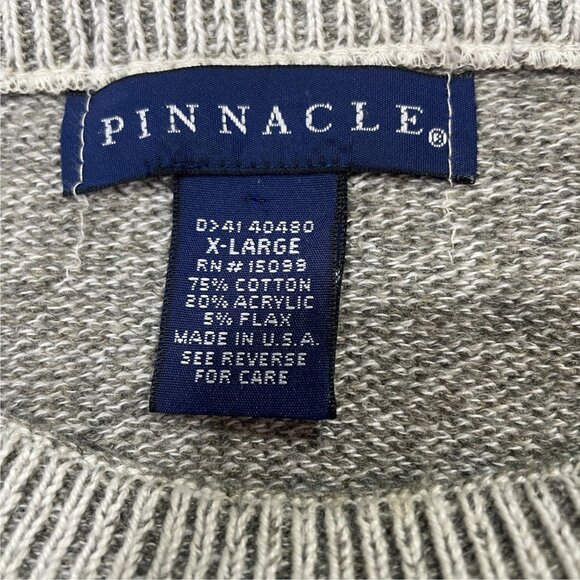 PINNACLE®
D>41 40480
X-LARGE
RN#15099
75% COTTON
20% ACRYLIC
5% FLAX
MADE IN U.S.A.
SEE REVERSE
FOR CARE